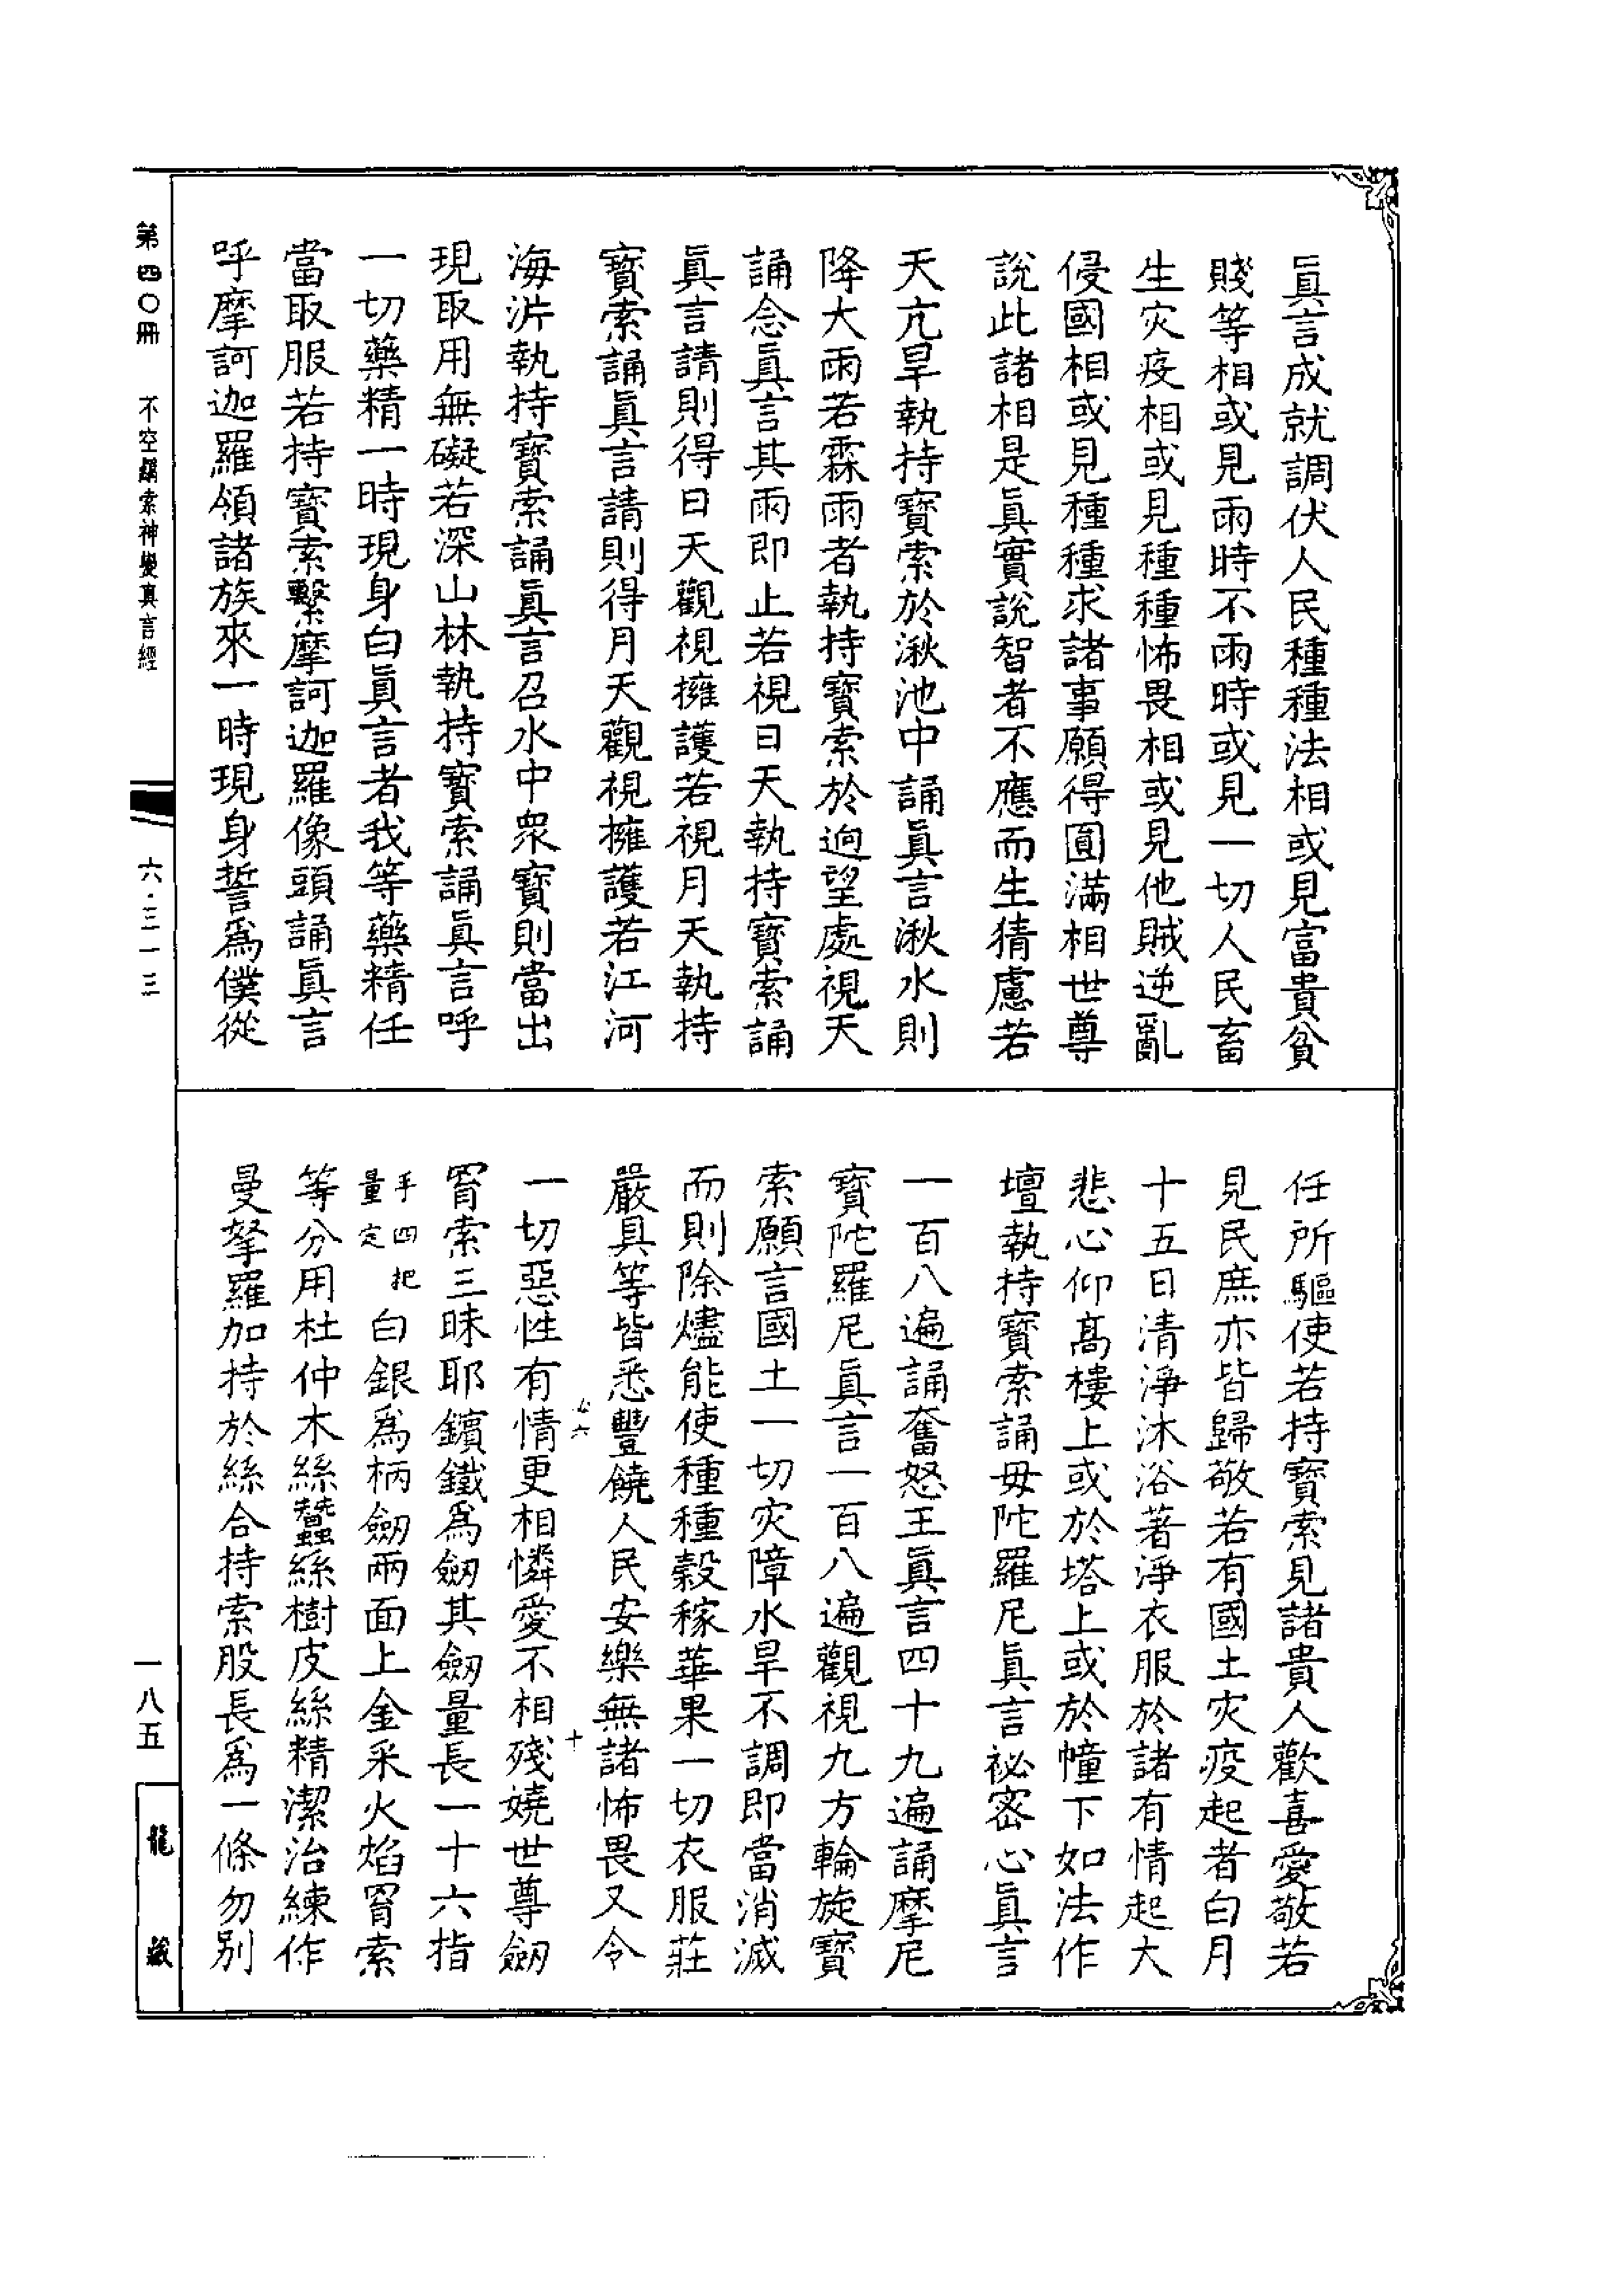 眞言成就調伏人民種種法相或見富貴貧
賤等相或見雨時不雨時或見一切人民畜
生灾疫相或見種種怖畏相或見他賊逆亂
侵國相或見種種求諸事願得圓滿相世尊
說此諸相是眞實說智者不應而生猜慮若
天亢旱執持寶索於湫池中誦眞言湫水則
降大雨若霖雨者執持寶索於逈望處視天
誦念眞言其雨即止若視日天執持寶索誦
眞言請則得日天觀視擁護若視月天執持
寶索誦眞言請則得月天觀視擁護若江河
海泝執持寶索誦眞言召水中衆寶則當出
現取用無礙若深山林執持寶索誦眞言呼
一切藥精一時現身白眞言者我等藥精任
當取服若持寶索繫摩訶迦羅像頭誦眞言
呼摩訶迦羅領諸族來一時現身誓爲僕從
任所驅使若持寶索見諸貴人歡喜愛敬若
見民庶亦皆歸敬若有國土灾疫起者白月
十五日清淨沐浴著淨衣服於諸有情起大
悲心仰髙樓上或於塔上或於幢下如法作
壇執持寶索誦毋陀羅尼眞言祕密心眞言
一百八遍誦奮怒王眞言四十九遍誦摩尼
寶陀羅尼眞言一百八遍觀視九方輪旋寶
索願言國土一切灾障水旱不調即當消滅
而則除燼能使種種穀稼華果一切衣服莊
嚴具等皆悉豐饒人民安樂無諸怖畏又令
一切惡性有情更相憐愛不相殘嬈世尊劒
罥索三昧耶鑌鐵爲劒其劒量長一十六指
手四把
量定
白銀爲柄劒兩面上金釆火焰罥索
等分用杜仲木絲蠶絲樹皮絲精潔治練作
曼拏羅加持於絲合持索股長爲一條勿别
第四〇冊 不空羂索神變真言經
六·三一三
一八五
龍藏